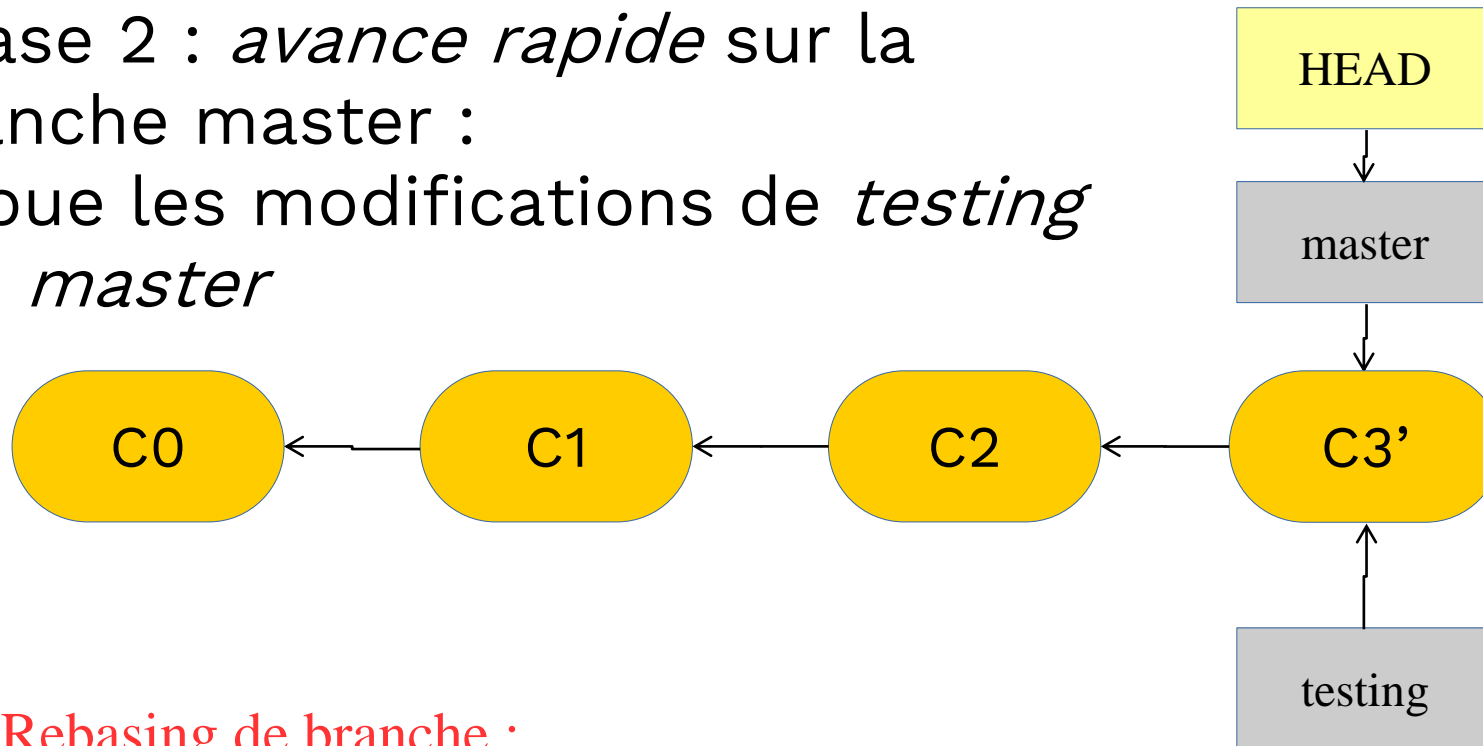 ase 2 : avance rapide sur la
anche master :
oue les modifications de testing
master
HEAD
master
C0
C1
C2
C3’
testing
Rebasing de branche :